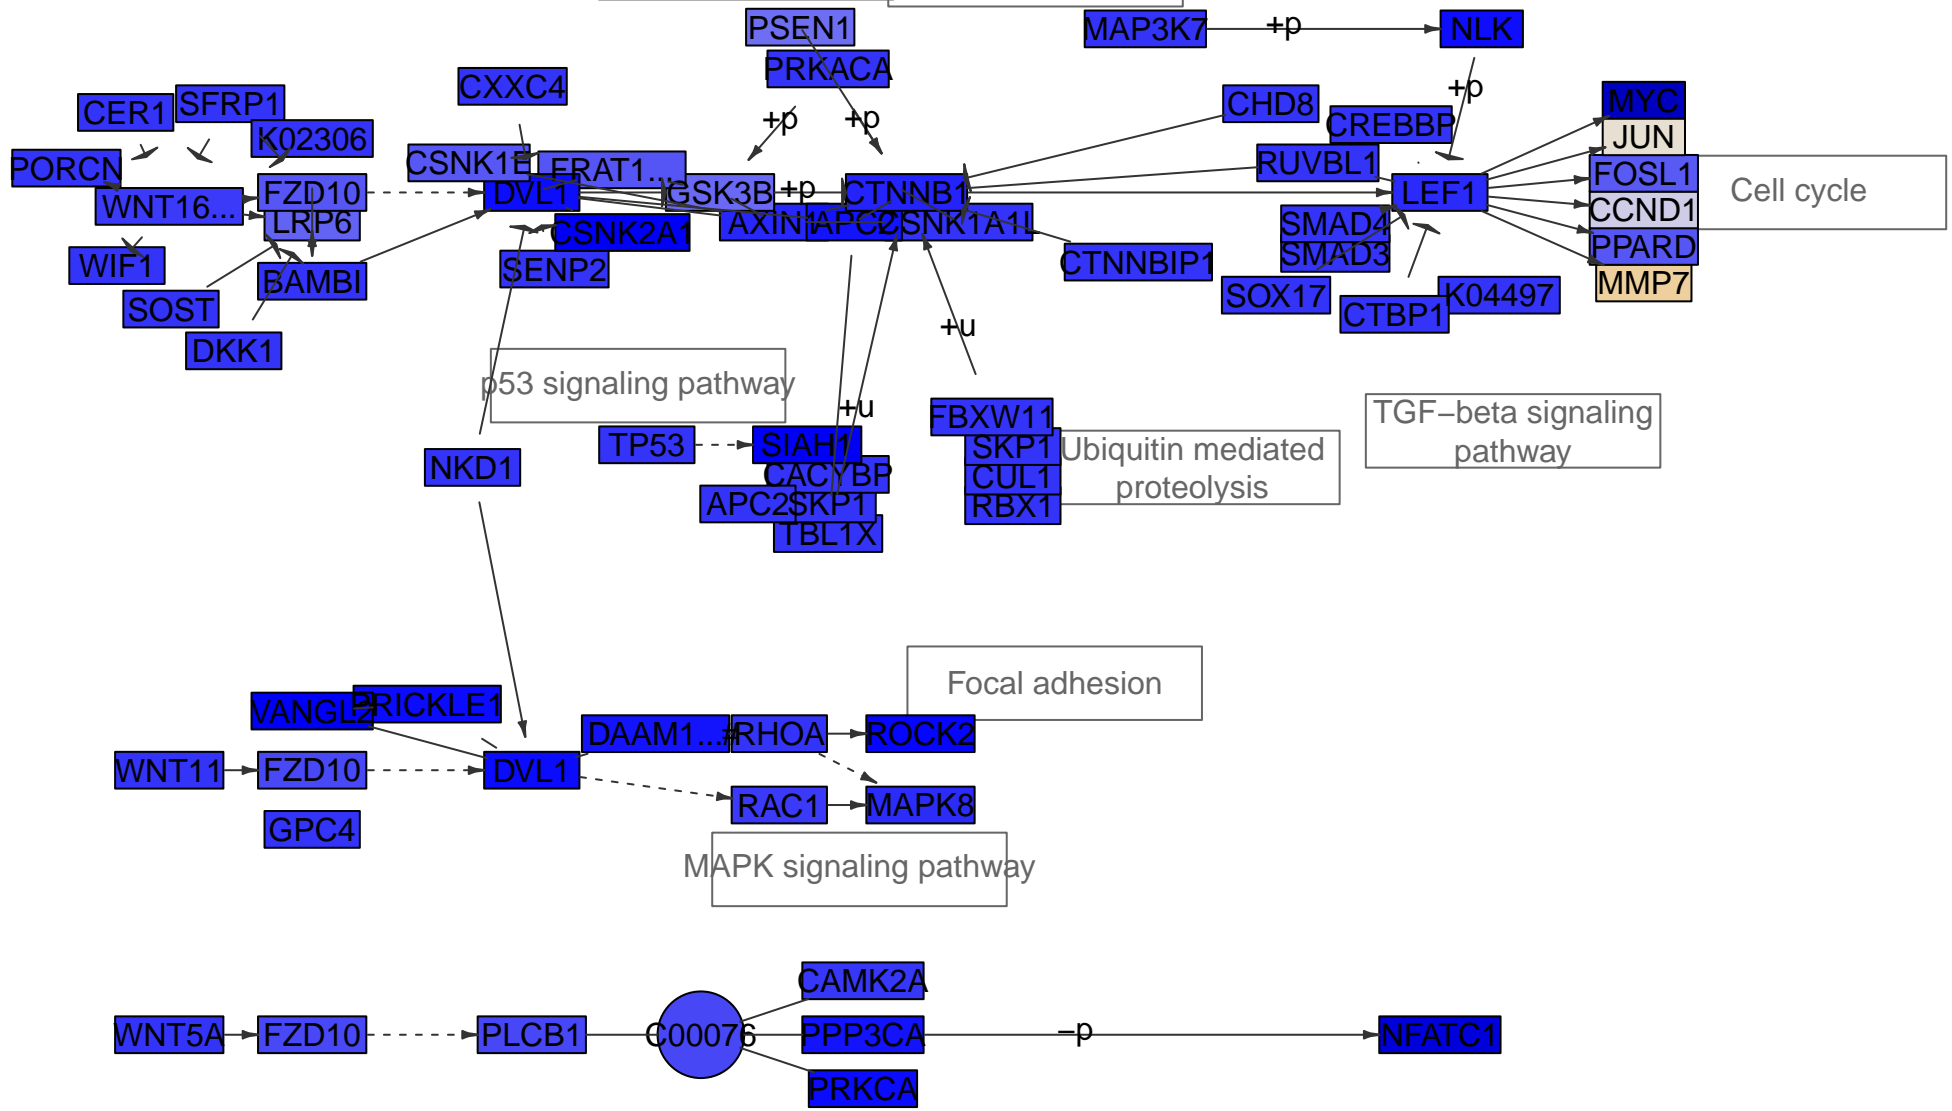 PSEN1
MAP3K7
+p
NLK
PRKACA
CXXC4
+p
CER1
SFRP1
K02306
CHD8
CREBBP
MYC
JUN
+p
+p
PORCN
CSNK1E
FRAT1...
RUVBL1
FOSL1
Cell cycle
WNT16...
FZD10
DVL1
GSK3B
+p
CTNNB1
LEF1
CCND1
LRP6
CSNK2A1
AXIN1
APC2
CSNK1A1L
SMAD4
PPARD
WIF1
BAMBI
SENP2
CTNNBIP1
SMAD3
MMP7
SOST
SOX17
K04497
DKK1
CTBP1
+u
p53 signaling pathway
+u
FBXW11
TGF−beta signaling
pathway
TP53
SIAH1
SKP1
Ubiquitin mediated
proteolysis
NKD1
CACYBP
CUL1
APC2
SKP1
RBX1
TBL1X
Focal adhesion
VANGL2
PRICKLE1
DAAM1...#
RHOA
ROCK2
WNT11
FZD10
DVL1
RAC1
MAPK8
GPC4
MAPK signaling pathway
CAMK2A
WNT5A
FZD10
PLCB1
C00076
PPP3CA
−p
NFATC1
PRKCA